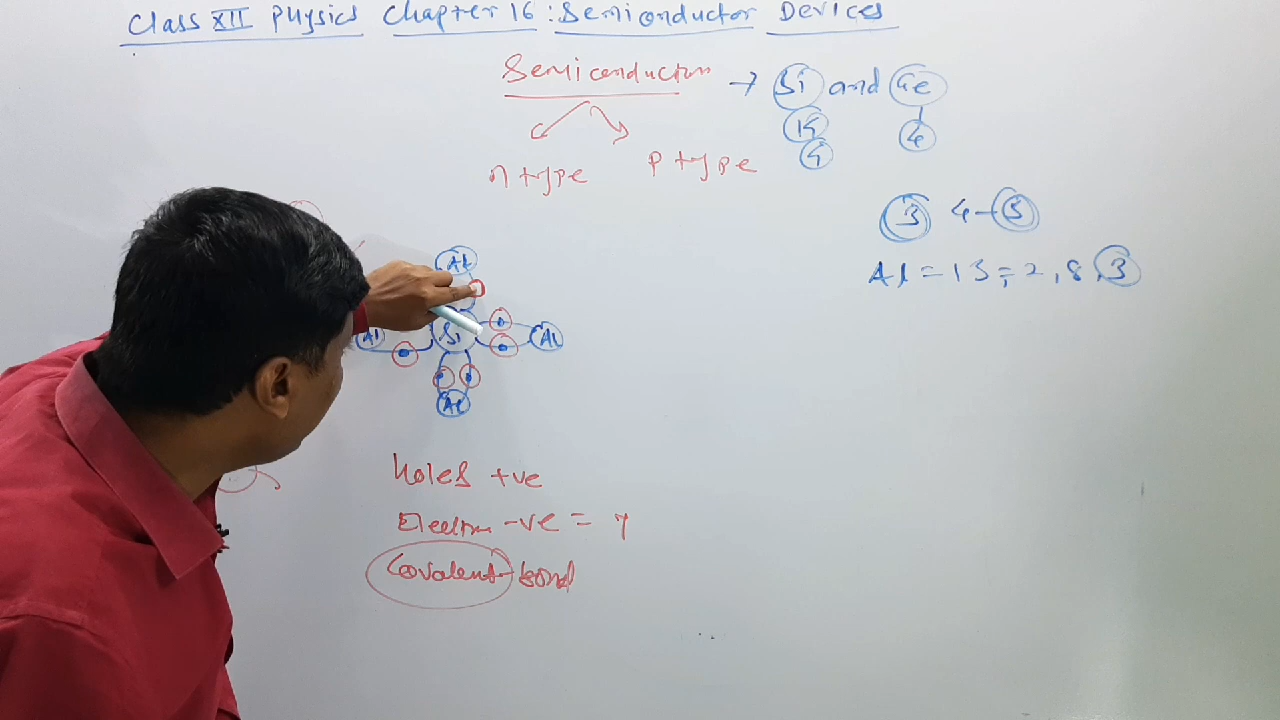 Class XII Physics Chapter 16 : Semiconductor Devices
Semiconductor → Si and Ge
14 4
4
n type p type
3 4 - 5
Al = 13 = 2, 8, 3
Al
Al Si Al
Al
Holes +ve
Electron -ve = 7
Covalent bond